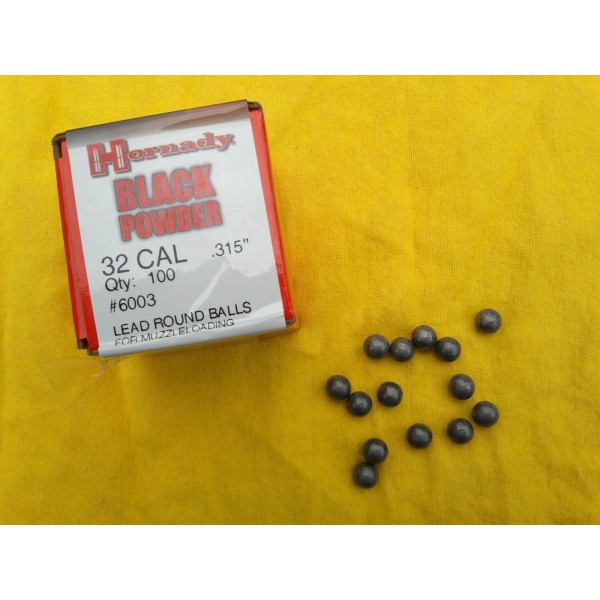 Hornady
BLACK
POWDER
32 CAL .315"
Qty: 100
#6003
LEAD ROUND BALLS
FOR MUZZLELOADING